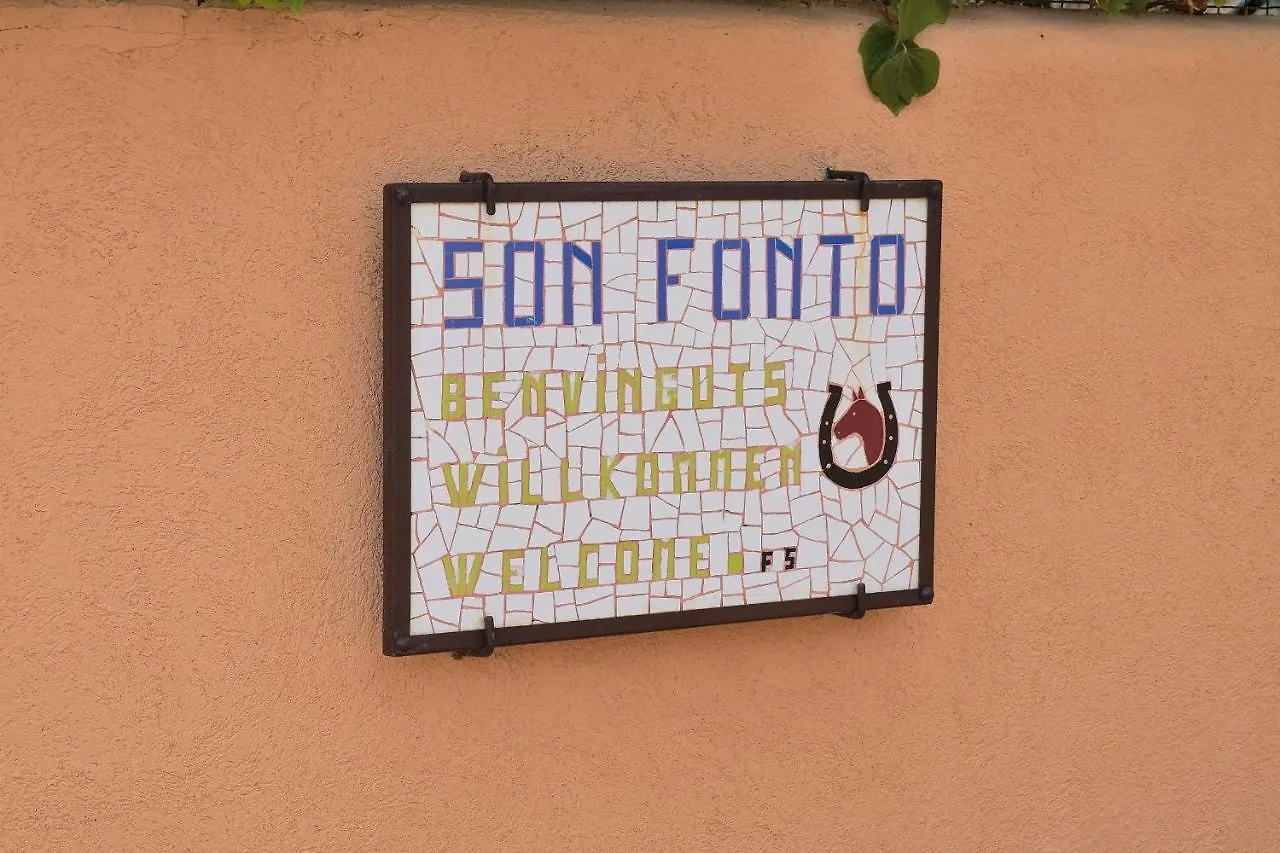 SON FONTO
BENViNGUTS
WiLLKOMMEN
WELCOME. FS